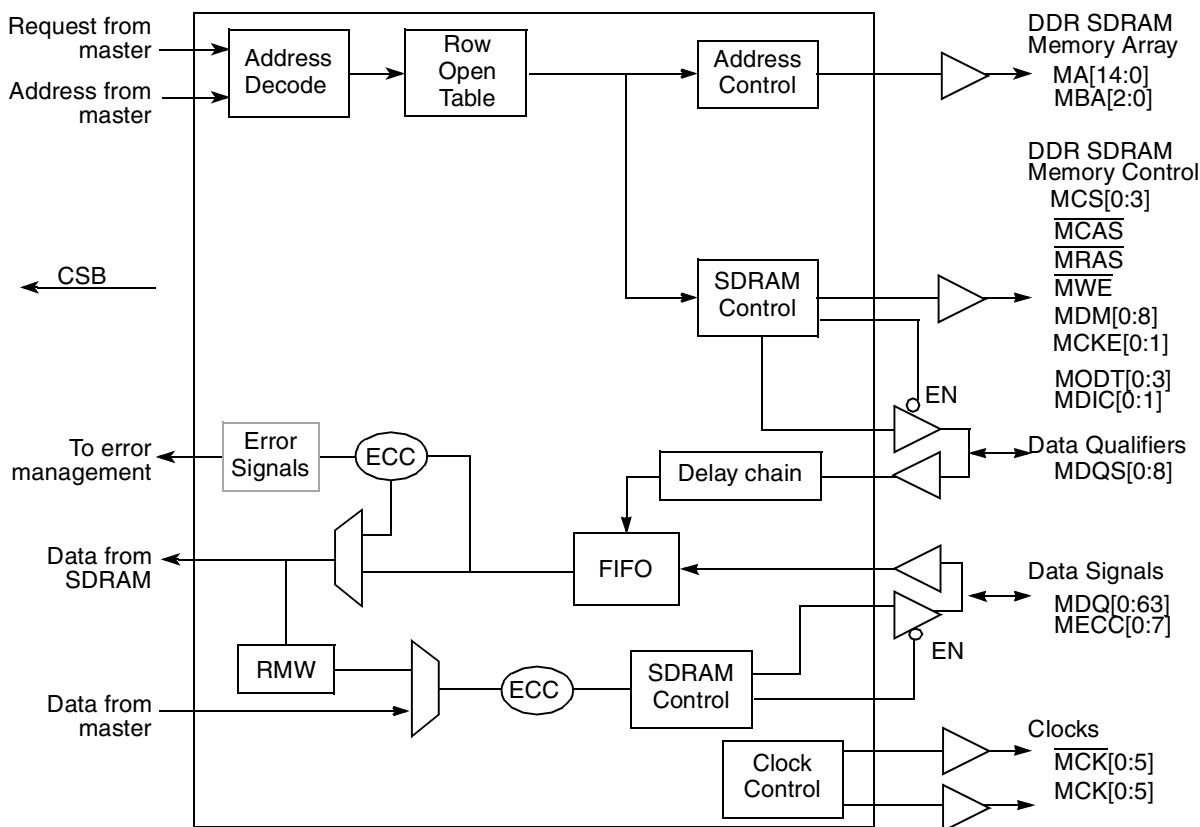 Request from
master
Address from
master
Address
Decode
Row
Open
Table
Address
Control
DDR SDRAM
Memory Array
MA[14:0]
MBA[2:0]
DDR SDRAM
Memory Control
MCS[0:3]
MCAS
MRAS
MWE
MDM[0:8]
MCKE[0:1]
MODT[0:3]
MDIC[0:1]
CSB
SDRAM
Control
EN
To error
management
Error
Signals
ECC
Delay chain
Data Qualifiers
MDQS[0:8]
Data from
SDRAM
FIFO
Data Signals
MDQ[0:63]
MECC[0:7]
EN
RMW
Data from
master
ECC
SDRAM
Control
Clock
Control
Clocks
MCK[0:5]
MCK[0:5]